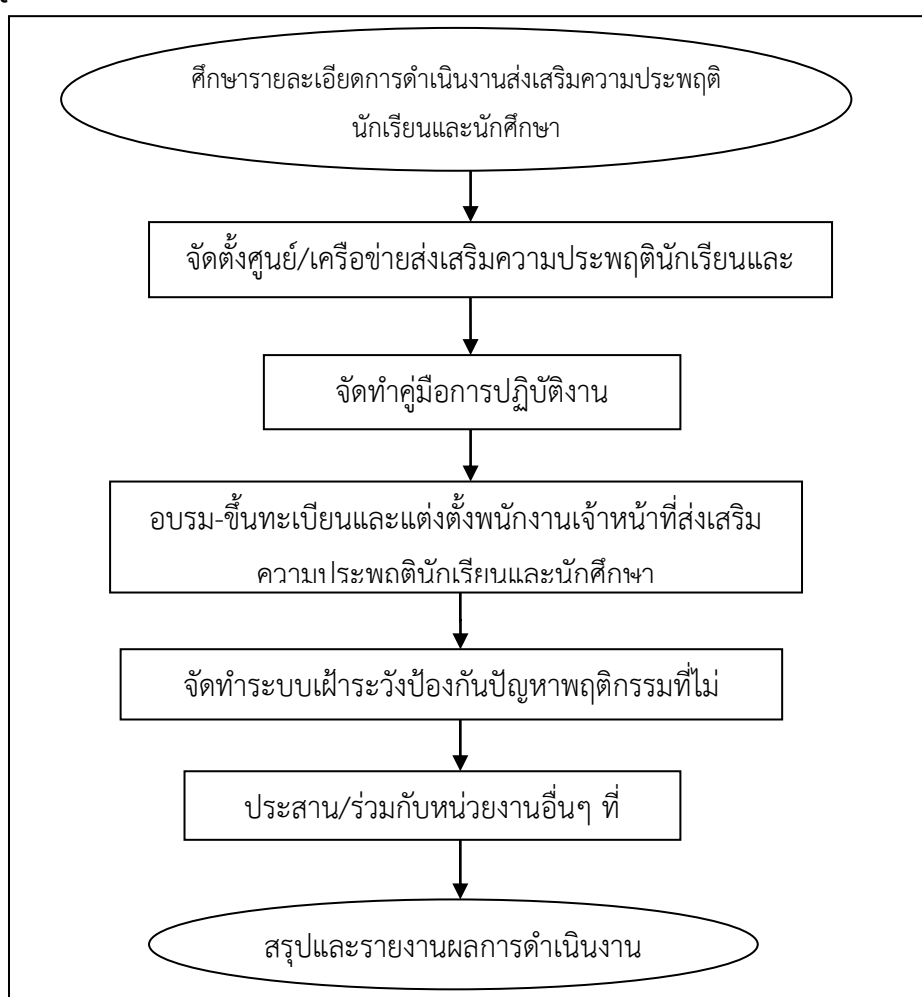 ศึกษารายละเอียดการดำเนินงานส่งเสริมความประพฤติ
นักเรียนและนักศึกษา
จัดตั้งศูนย์/เครือข่ายส่งเสริมความประพฤตินักเรียนและ
จัดทำคู่มือการปฏิบัติงาน
อบรม-ขึ้นทะเบียนและแต่งตั้งพนักงานเจ้าหน้าที่ส่งเสริม
ความประพฤตินักเรียนและนักศึกษา
จัดทำระบบเฝ้าระวังป้องกันปัญหาพฤติกรรมที่ไม่
ประสาน/ร่วมกับหน่วยงานอื่นๆ ที่
สรุปและรายงานผลการดำเนินงาน